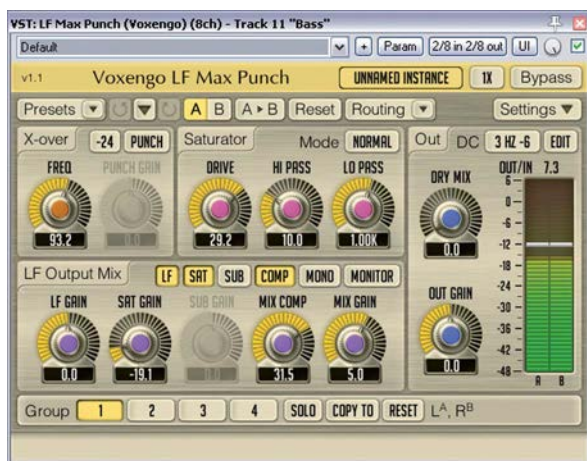 VST: LF Max Punch (Voxengo) (8ch) - Track 11 "Bass"
Default + Param 2/8 in 2/8 out UI
v1.1 Voxengo LF Max Punch UNNAMED INSTANCE 1X Bypass
Presets A B A ▸ B Reset Routing Settings
X-over -24 PUNCH Saturator Mode NORMAL Out DC 3 HZ -6 EDIT
FREQ PUNCH GAIN DRIVE HI PASS LO PASS DRY MIX OUT/IN 7.3
93.2 0.0 29.2 10.0 1.00K 0.0
LF Output Mix LF SAT SUB COMP MONO MONITOR
LF GAIN SAT GAIN SUB GAIN MIX COMP MIX GAIN OUT GAIN
0.0 -19.1 0.0 31.5 5.0 0.0
6
0
-6
-12
-18
-24
-30
-36
-42
-48
A B
Group 1 2 3 4 SOLO COPY TO RESET Lᴬ, Rᴮ